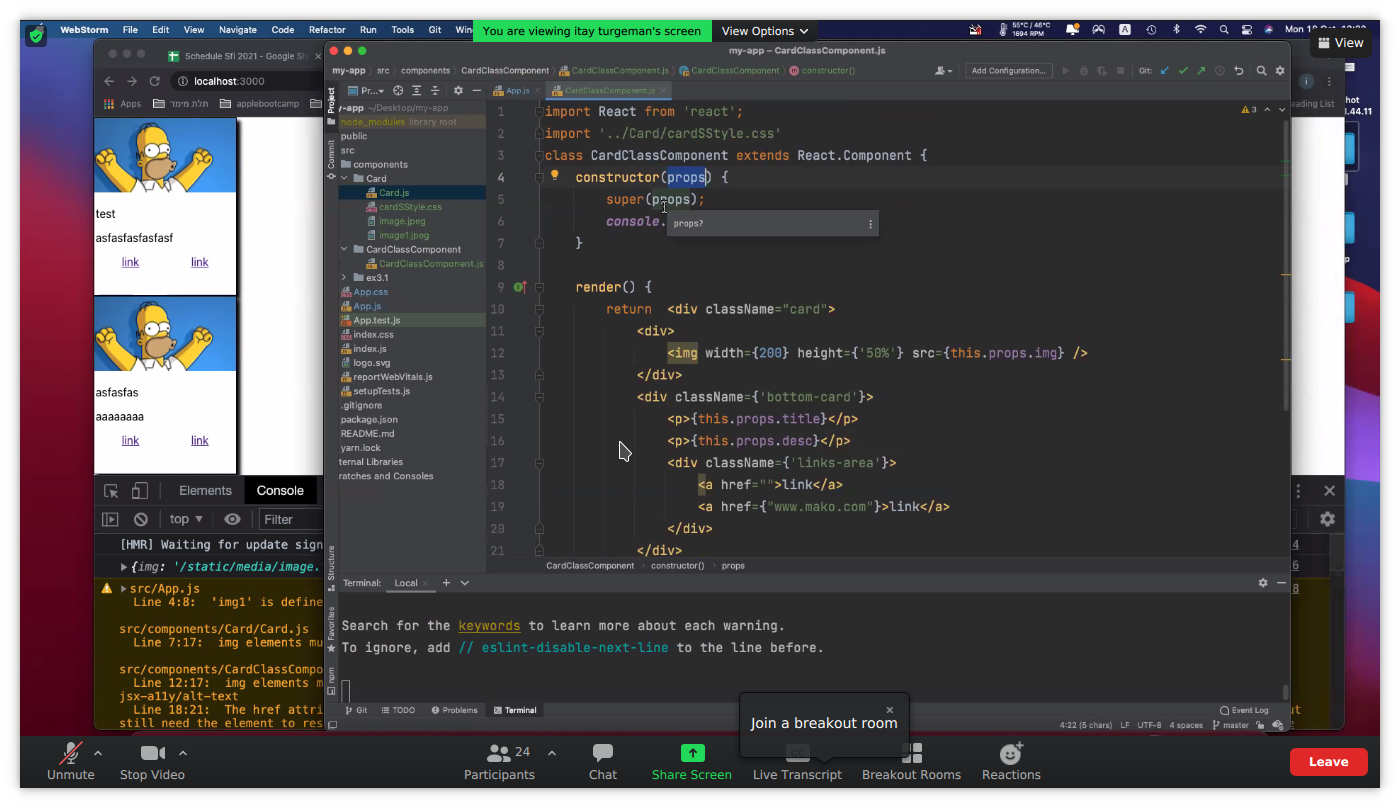 WebStorm File Edit View Navigate Code Refactor Run Tools Git
You are viewing itay turgeman's screen
View Options
55°C / 46°C
1694 RPM
View
Schedule Sfi 2021 - Google Sh
my-app – CardClassComponent.js
my-app src components CardClassComponent CardClassComponent.js CardClassComponent constructor()
Add Configuration...
Git:
localhost:3000
Apps תלת מימד applebootcamp
eading List
hot
.44.11
Project
Commit
Structure
Favorites
npm
Pr...
App.js
CardClassComponent.js
-app ~/Desktop/my-app
node_modules library root
public
src
components
Card
Card.js
cardSStyle.css
image.jpeg
image1.jpeg
CardClassComponent
CardClassComponent.js
ex3.1
App.css
App.js
App.test.js
index.css
index.js
logo.svg
reportWebVitals.js
setupTests.js
.gitignore
package.json
README.md
yarn.lock
ternal Libraries
ratches and Consoles
3
1 import React from 'react';
2 import '../Card/cardSStyle.css'
3 class CardClassComponent extends React.Component {
4 constructor(props) {
5 super(props);
6 console.
props?
7 }
8
9 render() {
10 return <div className="card">
11 <div>
12 <img width={200} height={'50%'} src={this.props.img} />
13 </div>
14 <div className={'bottom-card'}>
15 <p>{this.props.title}</p>
16 <p>{this.props.desc}</p>
17 <div className={'links-area'}>
18 <a href="">link</a>
19 <a href={"www.mako.com"}>link</a>
20 </div>
21 </div>
CardClassComponent constructor() props
test
asfasfasfasfasf
link link
asfasfas
aaaaaaaa
link link
Elements Console
top Filter
[HMR] Waiting for update sign
{img: '/static/media/image.
src/App.js
Line 4:8: 'img1' is define
src/components/Card/Card.js
Line 7:17: img elements mu
src/components/CardClassCompo
Line 12:17: img elements m
jsx-a11y/alt-text
Line 18:21: The href attri
still need the element to res
Terminal: Local
Search for the keywords to learn more about each warning.
To ignore, add // eslint-disable-next-line to the line before.
Git TODO Problems Terminal
Event Log
4:22 (5 chars) LF UTF-8 4 spaces master
Join a breakout room
Unmute
Stop Video
24
Participants
Chat
Share Screen
CC
Live Transcript
Breakout Rooms
Reactions
Leave